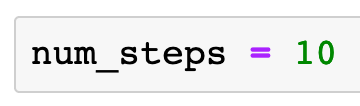 num_steps = 10